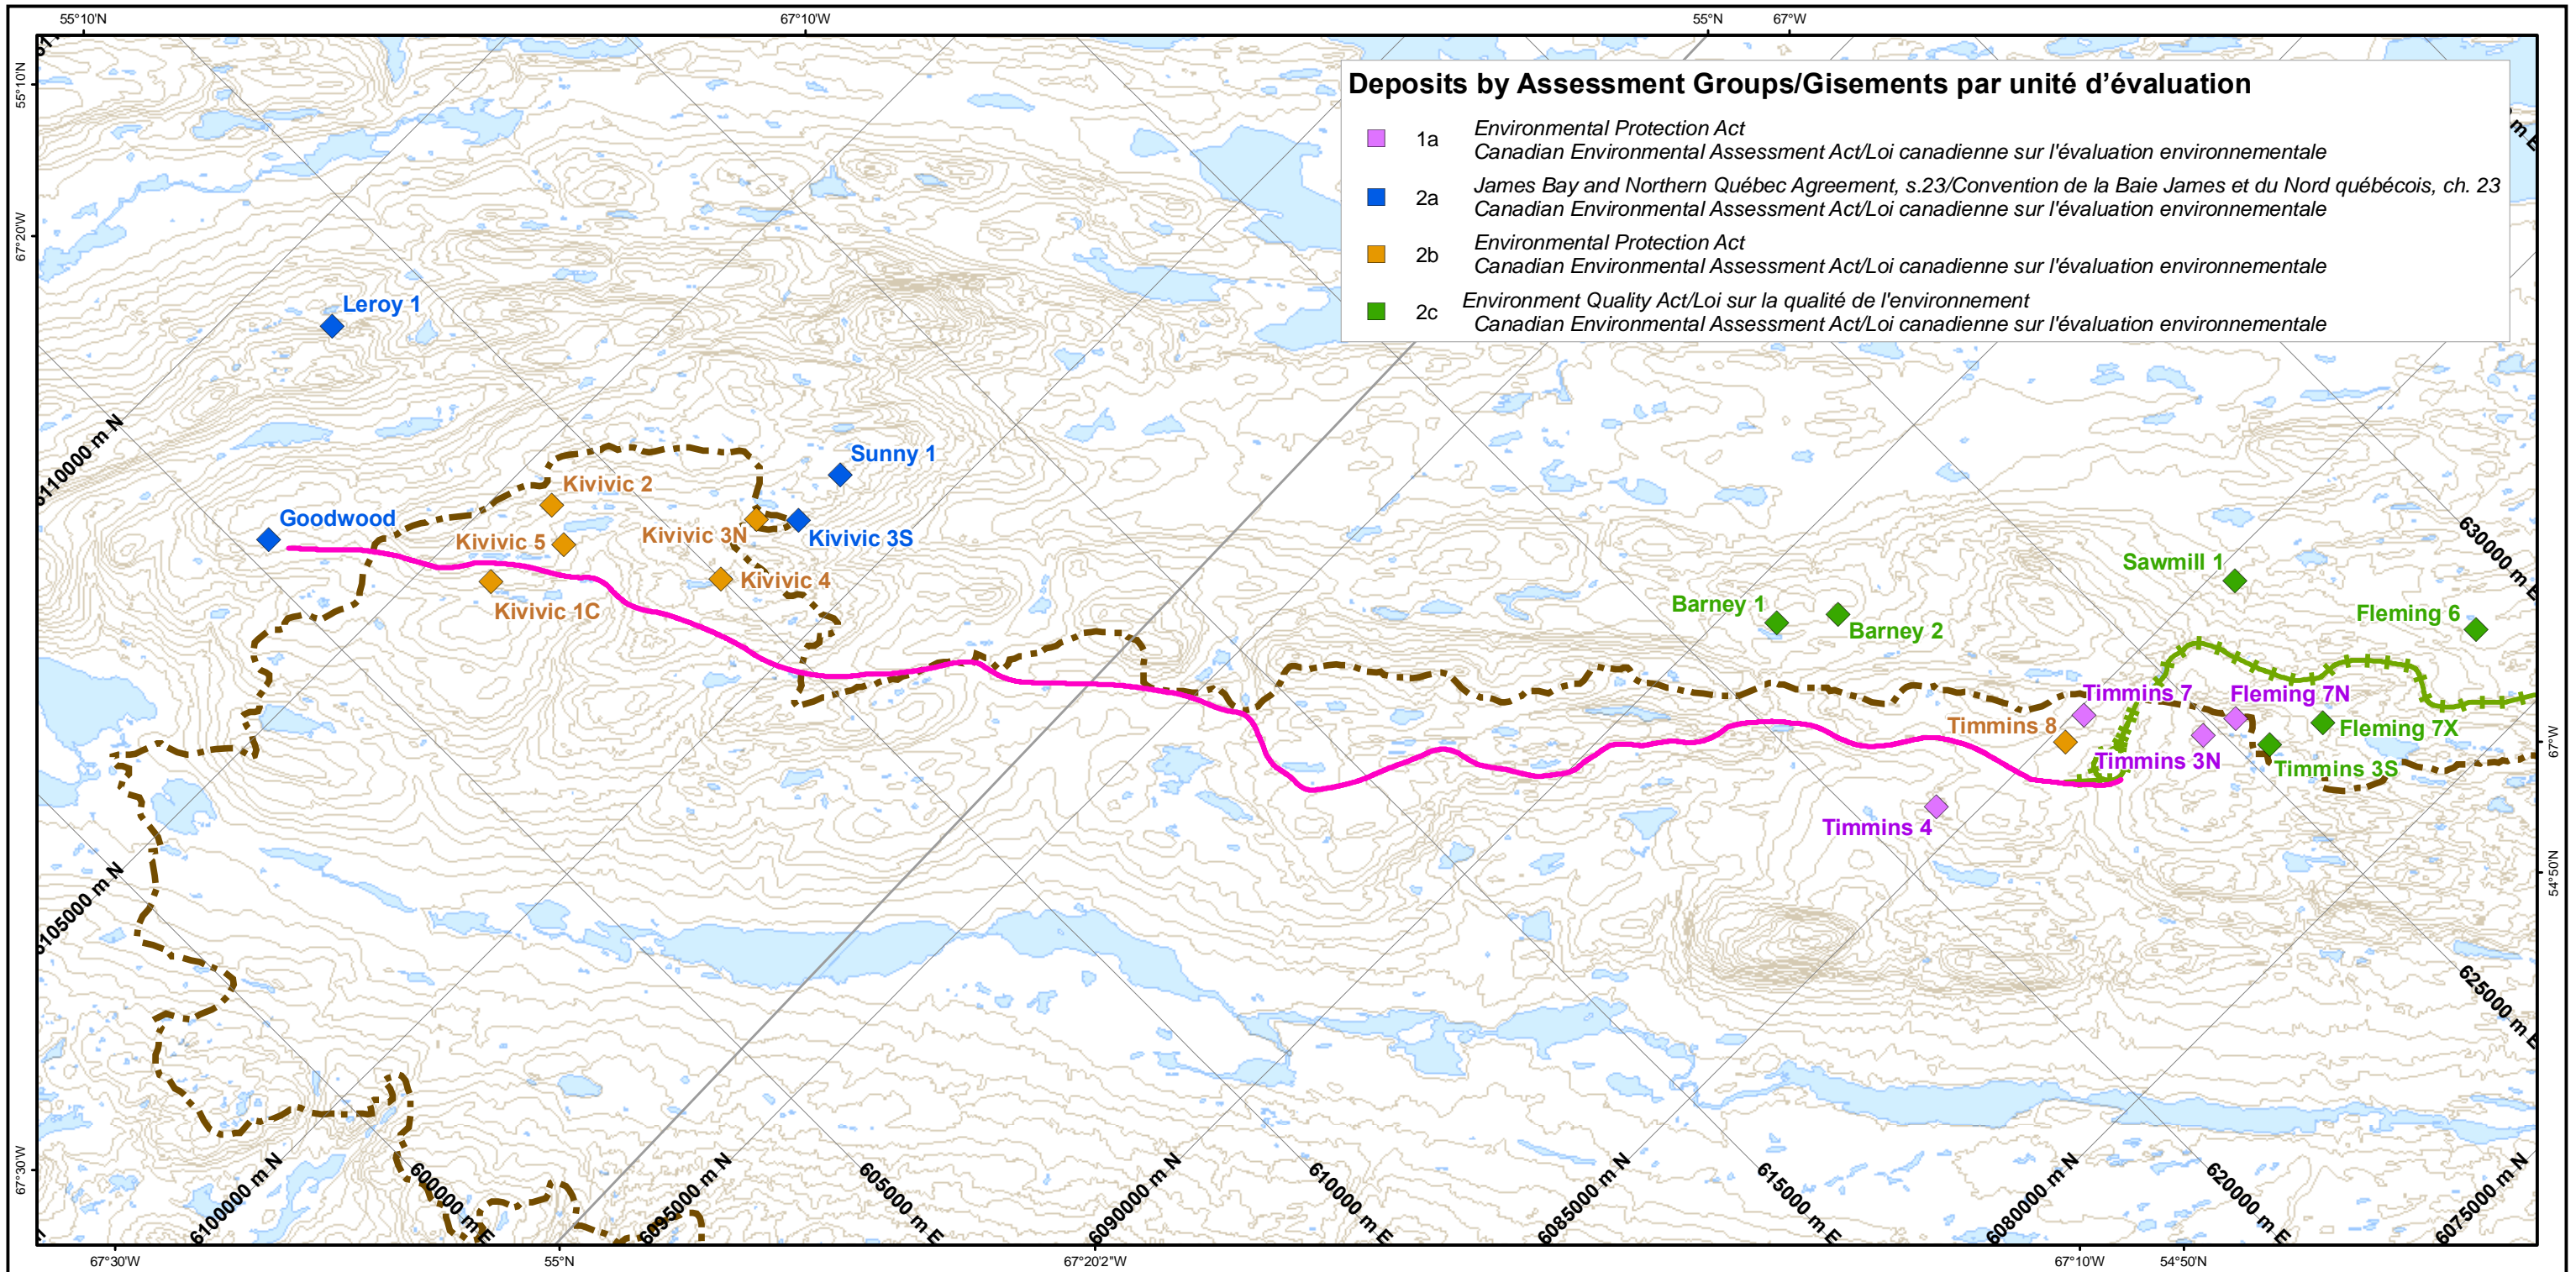 55°10'N
67°10'W
55°N
67°W
55°10'N
67°20'W
67°30'W
Deposits by Assessment Groups/Gisements par unité d'évaluation
1a
Environmental Protection Act
Canadian Environmental Assessment Act/Loi canadienne sur l'évaluation environnementale
2a
James Bay and Northern Québec Agreement, s.23/Convention de la Baie James et du Nord québécois, ch. 23
Canadian Environmental Assessment Act/Loi canadienne sur l'évaluation environnementale
2b
Environmental Protection Act
Canadian Environmental Assessment Act/Loi canadienne sur l'évaluation environnementale
2c
Environment Quality Act/Loi sur la qualité de l'environnement
Canadian Environmental Assessment Act/Loi canadienne sur l'évaluation environnementale
m E
Leroy 1
Sunny 1
Kivivic 2
Goodwood
Kivivic 5
Kivivic 3N
Kivivic 3S
Kivivic 4
Kivivic 1C
Sawmill 1
Barney 1
Barney 2
Fleming 6
Timmins 7
Fleming 7N
Timmins 8
Fleming 7X
Timmins 3N
Timmins 3S
Timmins 4
6110000 m N
6105000 m N
630000 m E
625000 m E
67°W
54°50'N
6100000 m N
600000 m E
6095000 m N
605000 m E
6090000 m N
610000 m E
6085000 m N
615000 m E
6080000 m N
620000 m E
6075000 m N
67°30'W
55°N
67°20'2"W
67°10'W
54°50'N